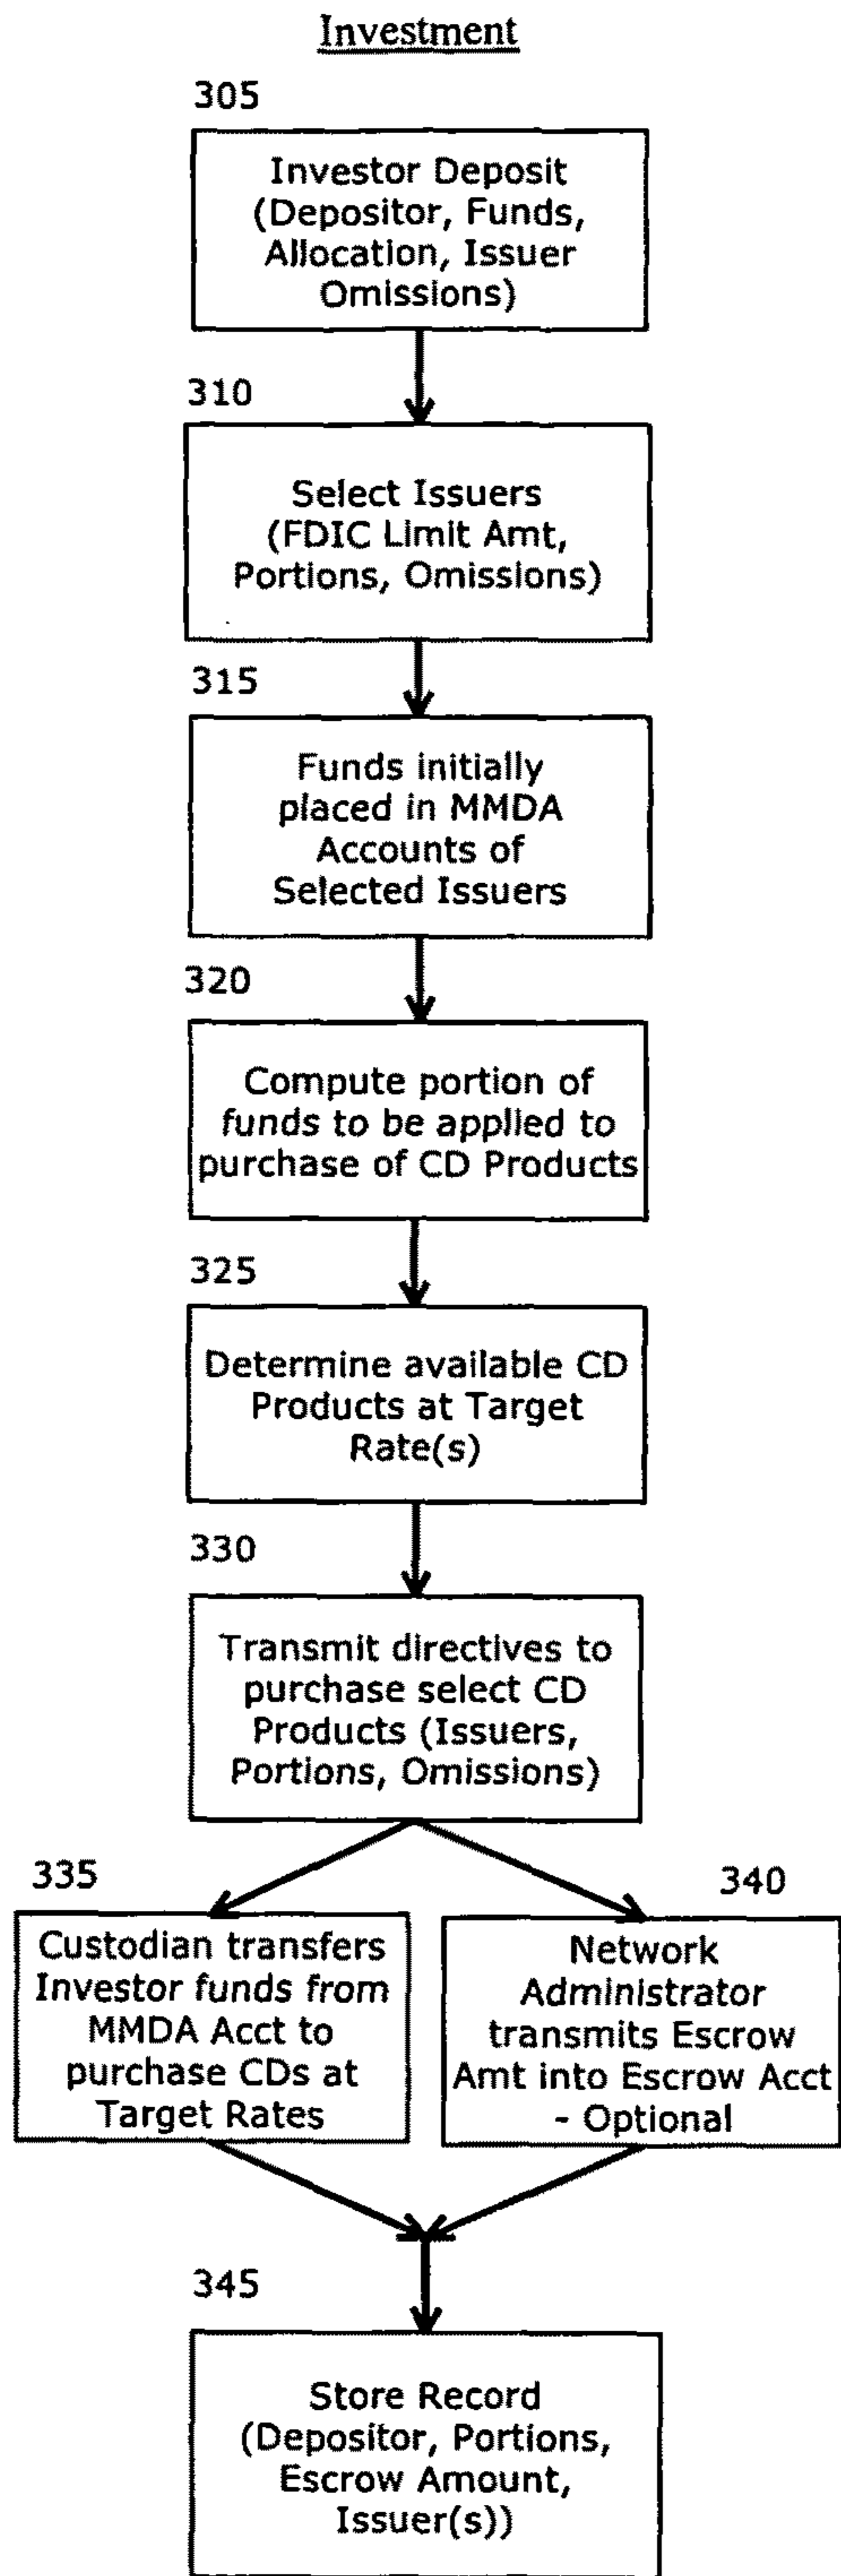 Investment
305
Investor Deposit
(Depositor, Funds,
Allocation, Issuer
Omissions)
310
Select Issuers
(FDIC Limit Amt,
Portions, Omissions)
315
Funds initially
placed in MMDA
Accounts of
Selected Issuers
320
Compute portion of
funds to be applied to
purchase of CD Products
325
Determine available CD
Products at Target
Rate(s)
330
Transmit directives to
purchase select CD
Products (Issuers,
Portions, Omissions)
335
Custodian transfers
Investor funds from
MMDA Acct to
purchase CDs at
Target Rates
340
Network
Administrator
transmits Escrow
Amt into Escrow Acct
- Optional
345
Store Record
(Depositor, Portions,
Escrow Amount,
Issuer(s))